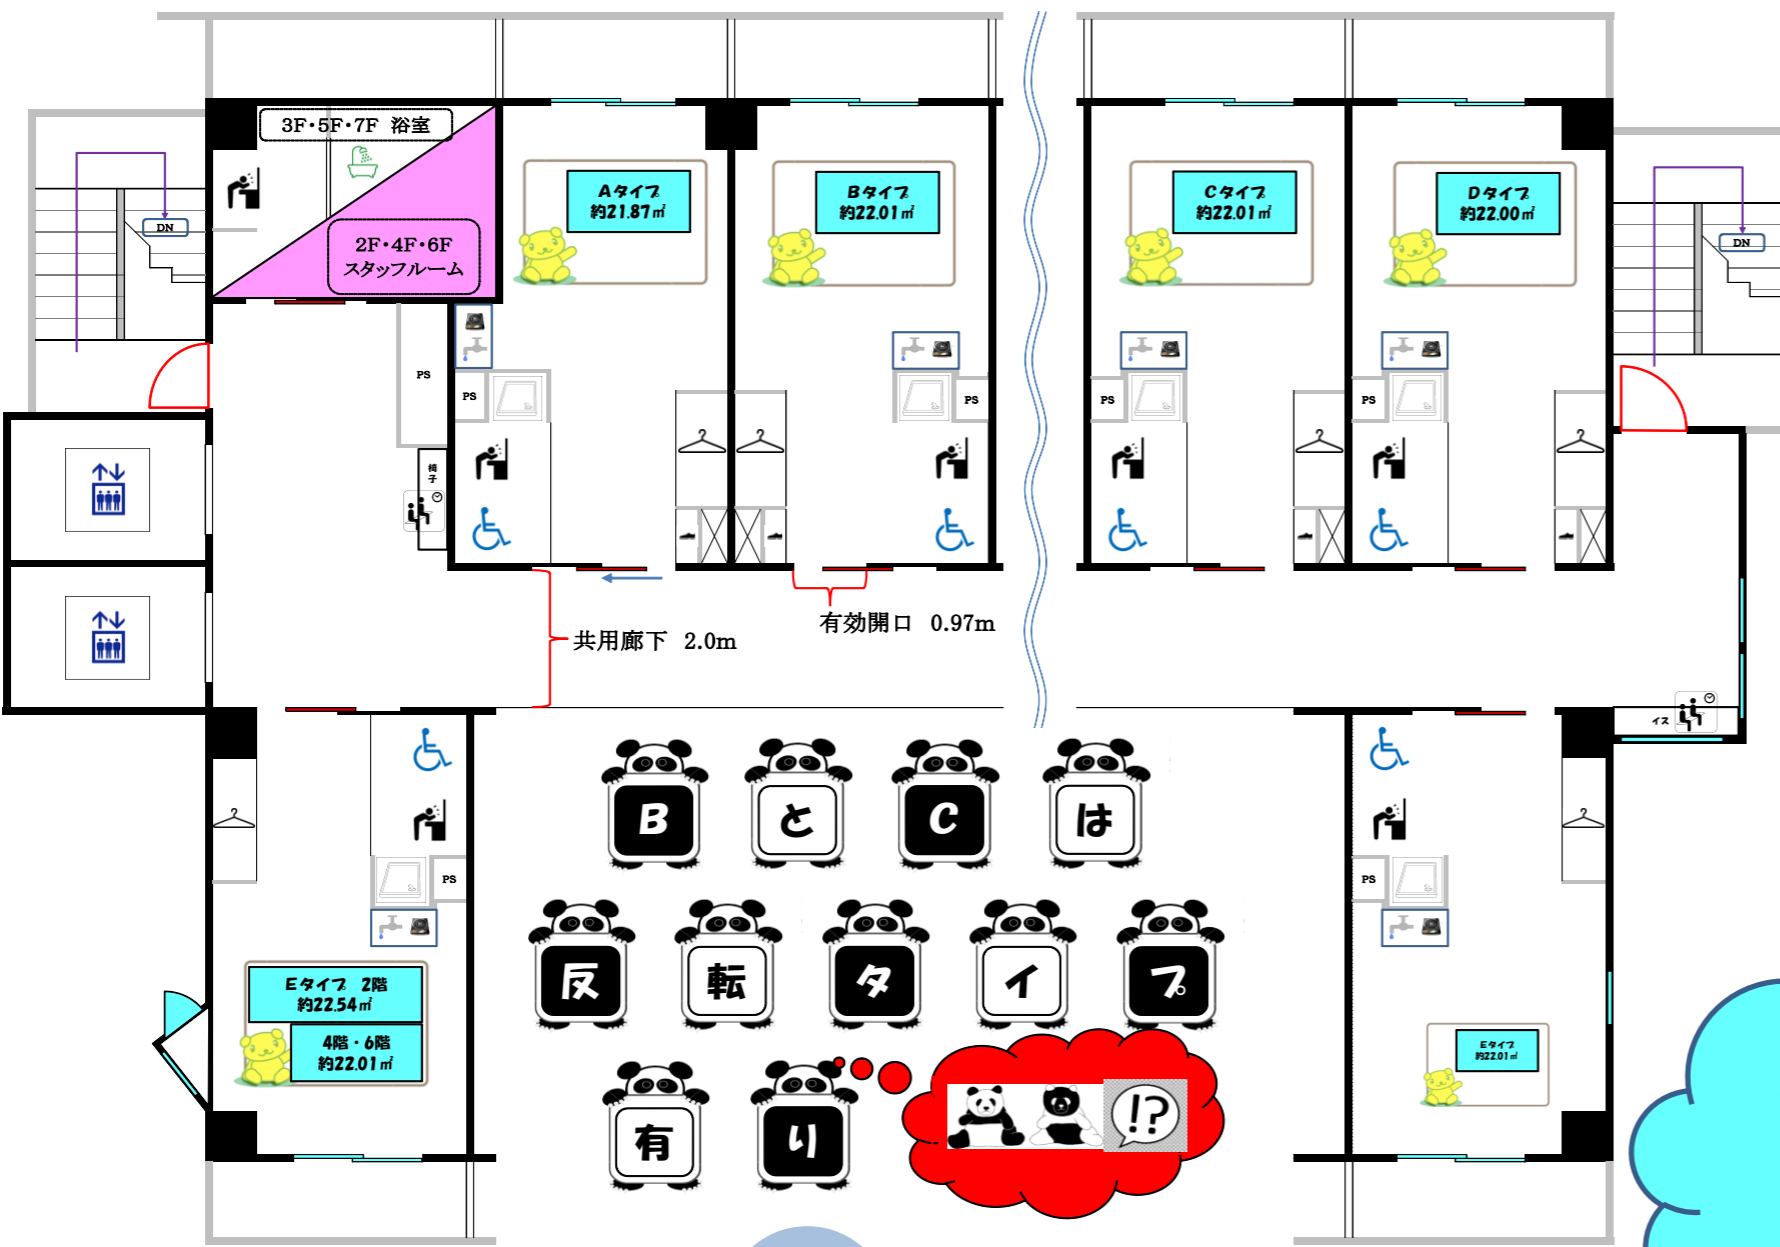 3F・5F・7F 浴室
2F・4F・6F
スタッフルーム
Aタイプ
約21.87㎡
Bタイプ
約22.01㎡
Cタイプ
約22.01㎡
Dタイプ
約22.00㎡
DN
DN
PS
PS
PS
PS
PS
椅子
有効開口 0.97m
共用廊下 2.0m
イス
BとCは
反転タイプ
有り
!?
PS
PS
Eタイプ 2階
約22.54㎡
4階・6階
約22.01㎡
Eタイプ
約22.01㎡